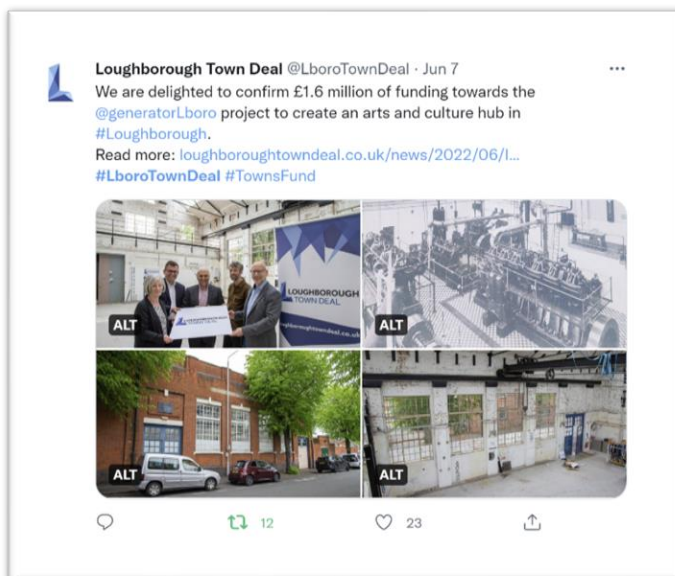 Loughborough Town Deal @LboroTownDeal · Jun 7
We are delighted to confirm £1.6 million of funding towards the
@generatorLboro project to create an arts and culture hub in
#Loughborough.
Read more: loughboroughtowndeal.co.uk/news/2022/06/l...
#LboroTownDeal #TownsFund
LOUGHBOROUGH
TOWN DEAL
ALT
ALT
ALT
ALT
12
23